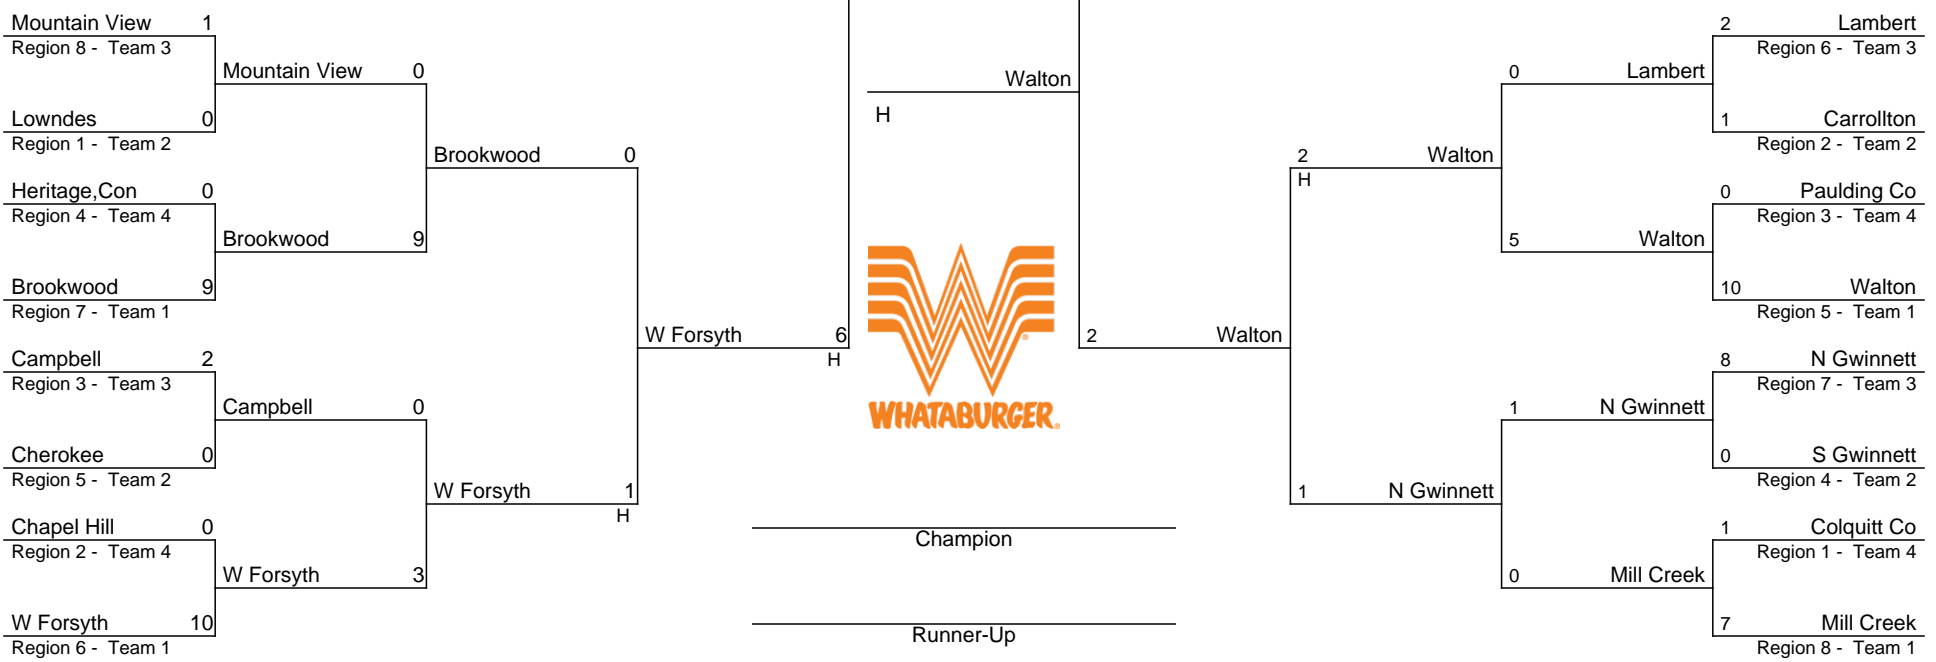 Mountain View 1
Region 8 - Team 3
Mountain View 0
Lowndes 0
Region 1 - Team 2
Brookwood 0
Heritage,Con 0
Region 4 - Team 4
Brookwood 9
Brookwood 9
Region 7 - Team 1
W Forsyth 6
H
Campbell 2
Region 3 - Team 3
Campbell 0
Cherokee 0
Region 5 - Team 2
W Forsyth 1
H
Chapel Hill 0
Region 2 - Team 4
W Forsyth 3
W Forsyth 10
Region 6 - Team 1
Walton
H
WHATABURGER
Champion
Runner-Up
2 Lambert
Region 6 - Team 3
0 Lambert
1 Carrollton
Region 2 - Team 2
2 Walton
H
0 Paulding Co
Region 3 - Team 4
5 Walton
10 Walton
Region 5 - Team 1
2 Walton
8 N Gwinnett
Region 7 - Team 3
1 N Gwinnett
0 S Gwinnett
Region 4 - Team 2
1 N Gwinnett
1 Colquitt Co
Region 1 - Team 4
0 Mill Creek
7 Mill Creek
Region 8 - Team 1